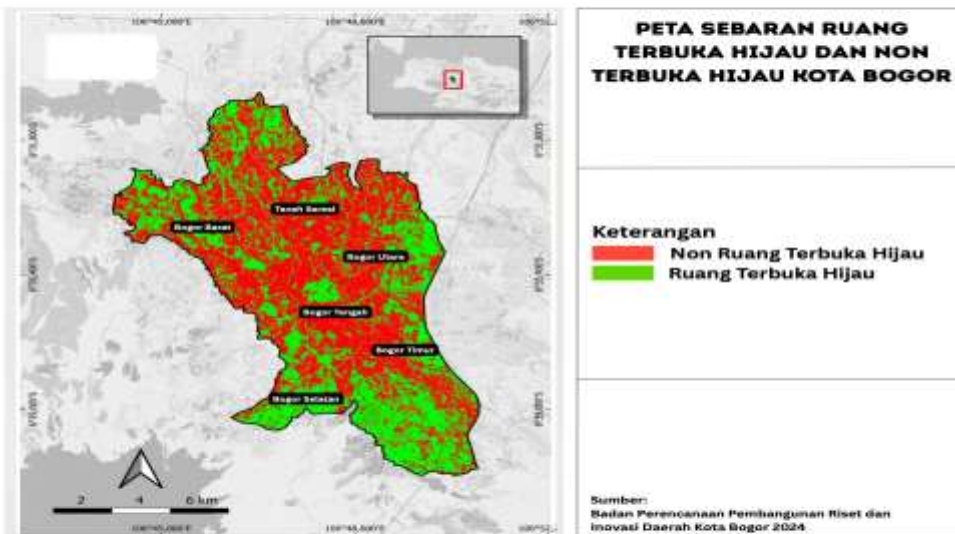 PETA SEBARAN RUANG
TERBUKA HIJAU DAN NON
TERBUKA HIJAU KOTA BOGOR
Tanah Sareal
Bogor Barat
Bogor Utara
Bogor Tengah
Bogor Timur
Bogor Selatan
2 4 6 km
Keterangan
Non Ruang Terbuka Hijau
Ruang Terbuka Hijau
Sumber:
Badan Perencanaan Pembangunan Riset dan
Inovasi Daerah Kota Bogor 2024